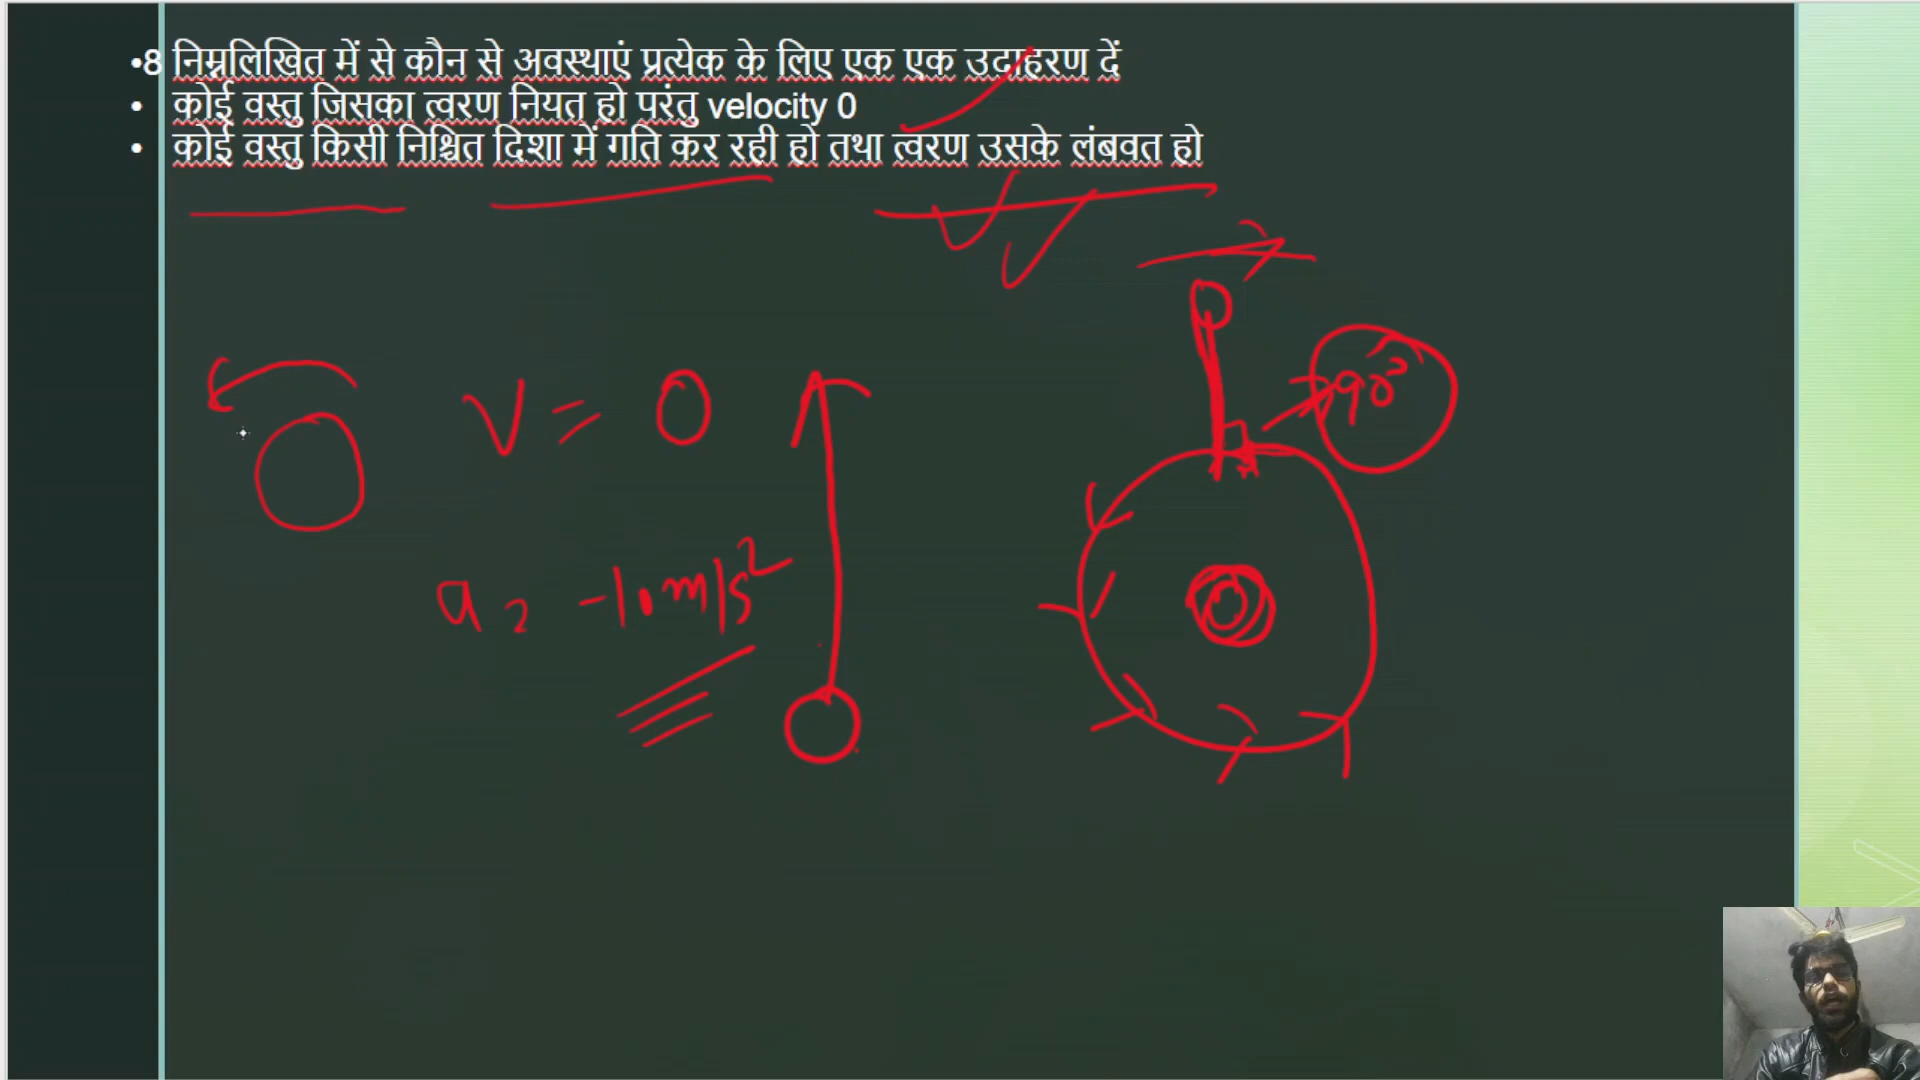 •8 निम्नलिखित में से कौन से अवस्थाएं प्रत्येक के लिए एक एक उदाहरण दें
• कोई वस्तु जिसका त्वरण नियत हो परंतु velocity 0
• कोई वस्तु किसी निश्चित दिशा में गति कर रही हो तथा त्वरण उसके लंबवत हो
V = 0
90°
a = -10 m/s²